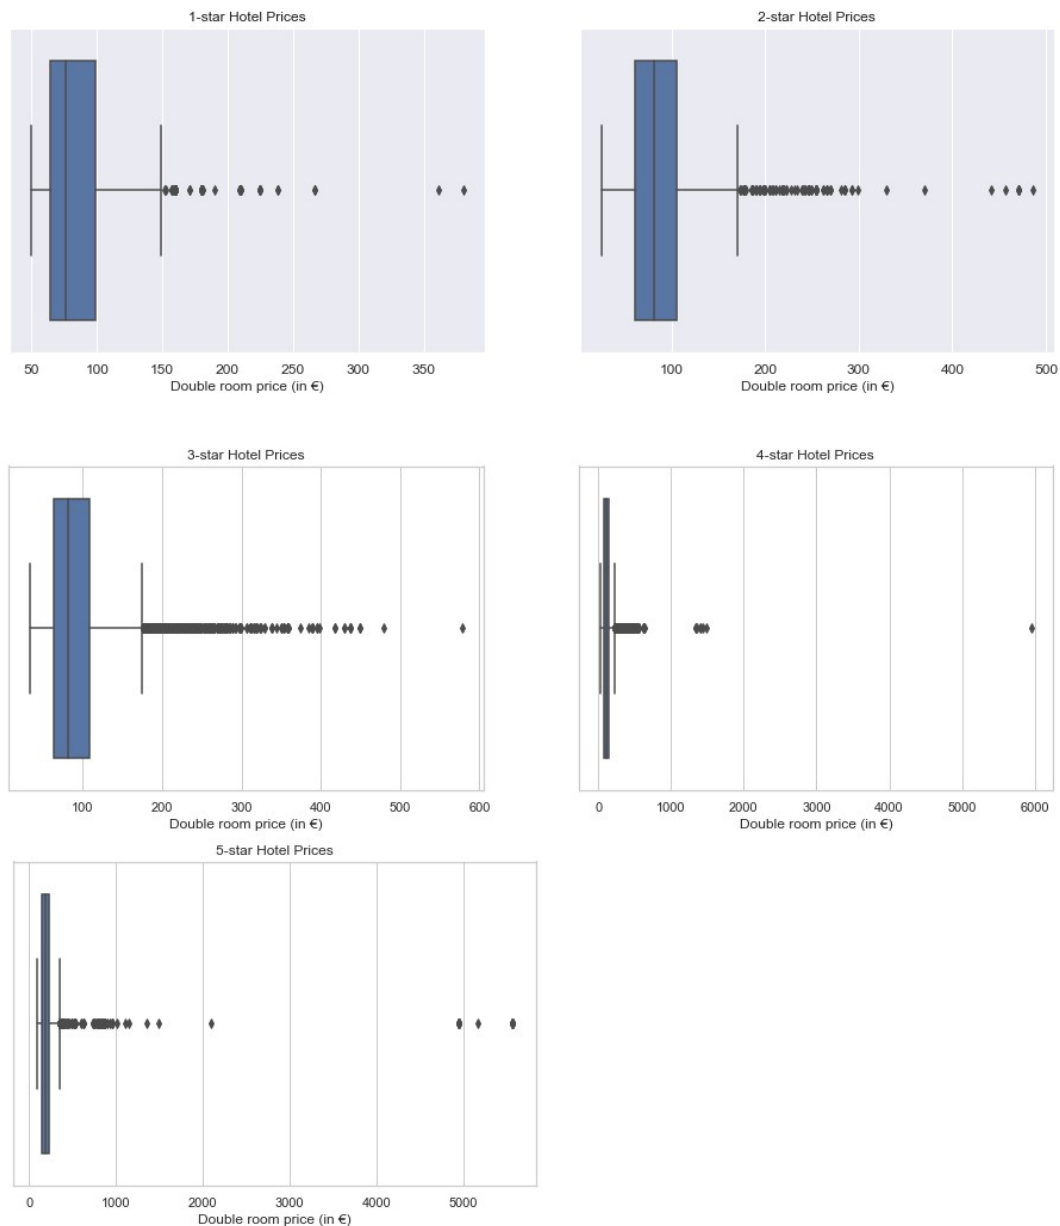 1-star Hotel Prices
2-star Hotel Prices
50 100 150 200 250 300 350
100 200 300 400 500
Double room price (in €)
Double room price (in €)
3-star Hotel Prices
4-star Hotel Prices
100 200 300 400 500 600
0 1000 2000 3000 4000 5000 6000
Double room price (in €)
Double room price (in €)
5-star Hotel Prices
0 1000 2000 3000 4000 5000
Double room price (in €)